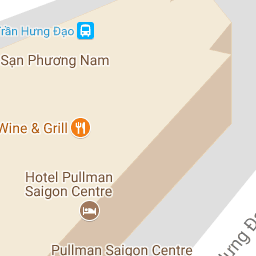 Trần Hưng Đạo
Sạn Phương Nam
Wine & Grill
Hotel Pullman
Saigon Centre
Pullman Saigon Centre